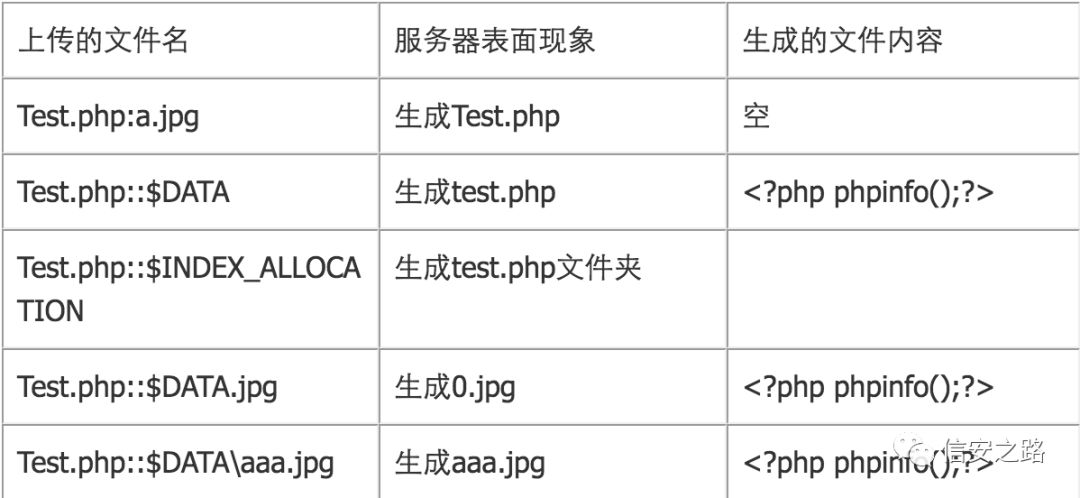 上传的文件名 服务器表面现象 生成的文件内容
Test.php:a.jpg 生成Test.php 空
Test.php::$DATA 生成test.php <?php phpinfo();?>
Test.php::$INDEX_ALLOCA 生成test.php文件夹
TION
Test.php::$DATA.jpg 生成0.jpg <?php phpinfo();?>
Test.php::$DATA\aaa.jpg 生成aaa.jpg <?php phpinfo();?>
信安之路